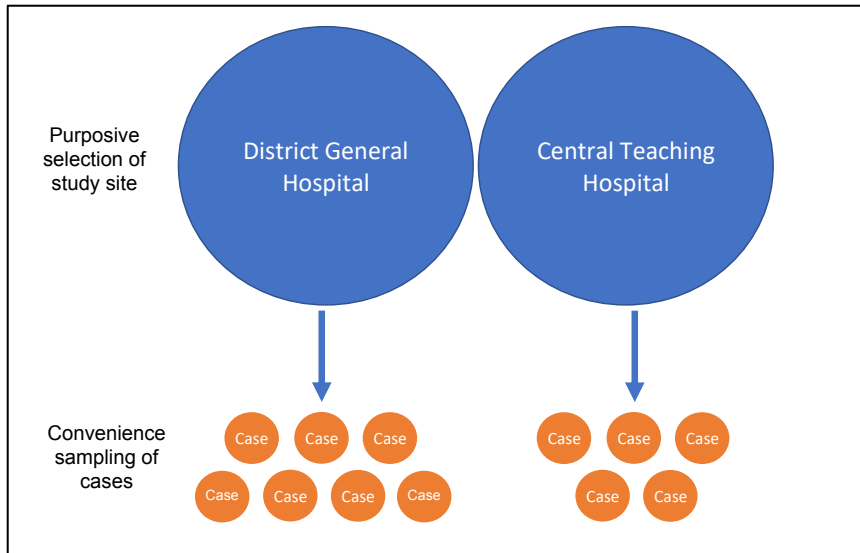 Purposive
selection of
study site
District General
Hospital
Central Teaching
Hospital
Convenience
sampling of
cases
Case Case Case
Case Case Case Case
Case Case Case
Case Case